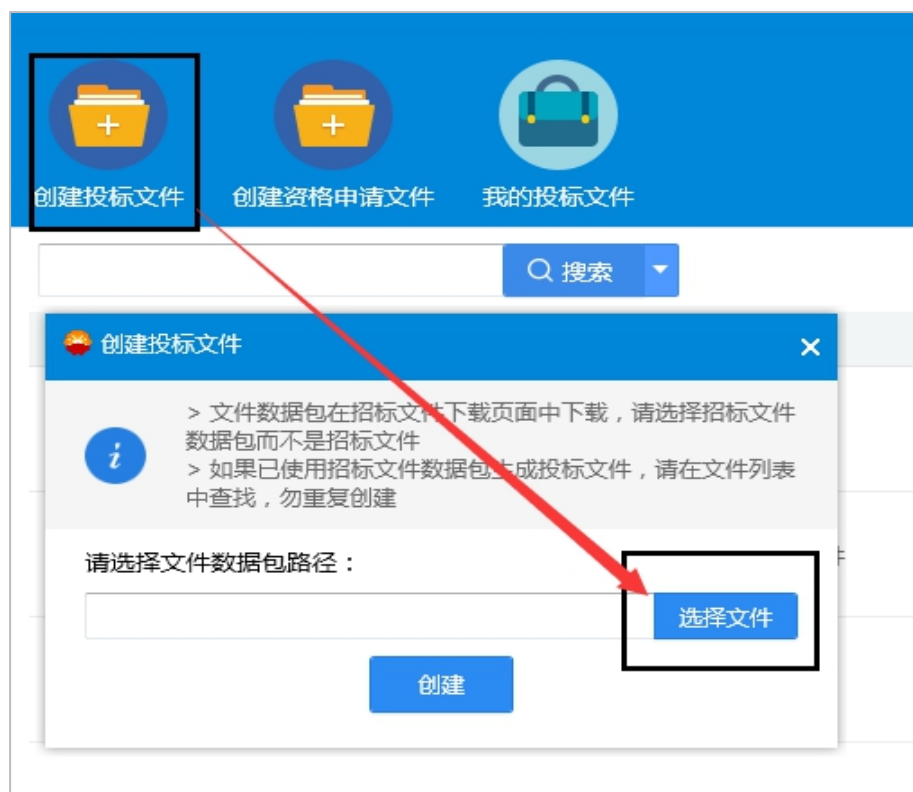 创建投标文件
创建资格申请文件
我的投标文件
搜索
创建投标文件
> 文件数据包在招标文件下载页面中下载，请选择招标文件
数据包而不是招标文件
> 如果已使用招标文件数据包生成投标文件，请在文件列表
中查找，勿重复创建
请选择文件数据包路径：
选择文件
创建